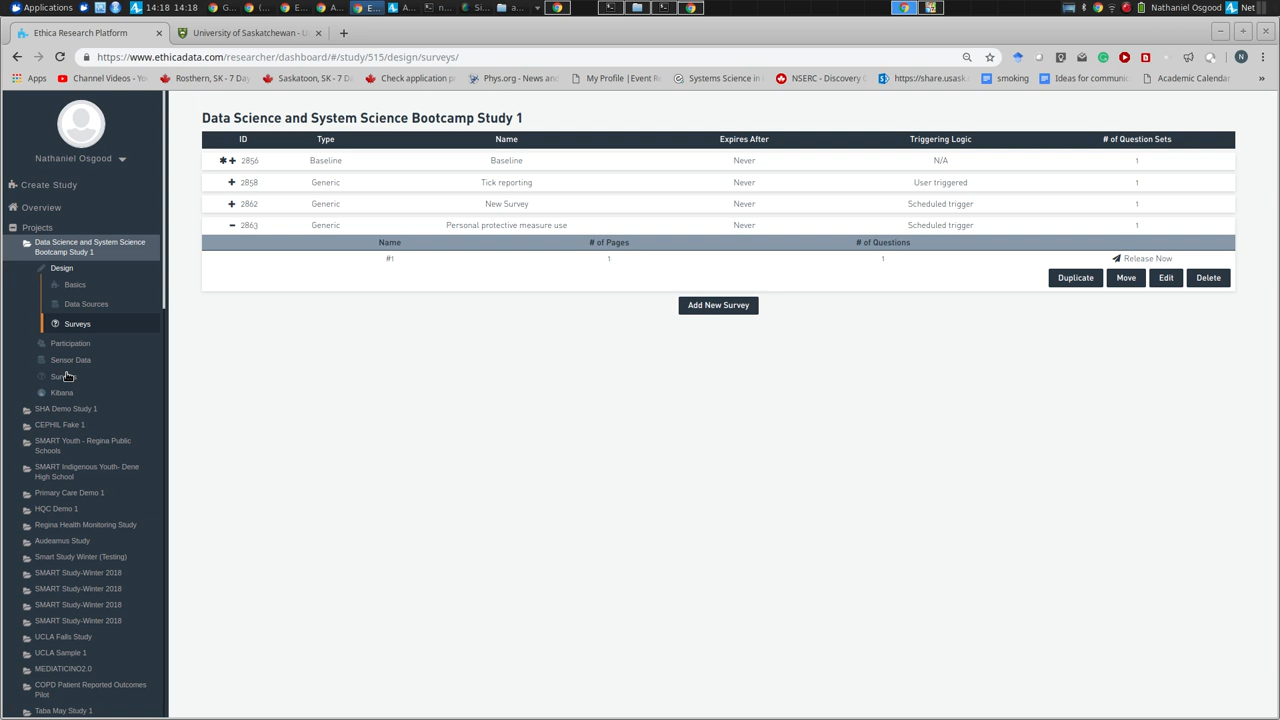 Applications 14:18 14:18 G... ( ... E... A... E... A... n... Si... a... Nathaniel Osgood Net
Ethica Research Platform University of Saskatchewan - U
https://www.ethicadata.com/researcher/dashboard/#/study/515/design/surveys/
Apps Channel Videos - Yo Rosthern, SK - 7 Day Saskatoon, SK - 7 D Check application p Phys.org - News and My Profile |Event R Systems Science in NSERC - Discovery G https://share.usask smoking Ideas for communic Academic Calendar »
Nathaniel Osgood
Create Study
Overview
Projects
Data Science and System Science
Bootcamp Study 1
Design
Basics
Data Sources
Surveys
Participation
Sensor Data
Kibana
SHA Demo Study 1
CEPHIL Fake 1
SMART Youth - Regina Public
Schools
SMART Indigenous Youth- Dene
High School
Primary Care Demo 1
HQC Demo 1
Regina Health Monitoring Study
Audeamus Study
Smart Study Winter (Testing)
SMART Study-Winter 2018
SMART Study-Winter 2018
SMART Study-Winter 2018
SMART Study-Winter 2018
UCLA Falls Study
UCLA Sample 1
MEDIATICINO2.0
COPD Patient Reported Outcomes
Pilot
Taba May Study 1
Data Science and System Science Bootcamp Study 1
ID Type Name Expires After Triggering Logic # of Question Sets
2856 Baseline Baseline Never N/A 1
2858 Generic Tick reporting Never User triggered 1
2862 Generic New Survey Never Scheduled trigger 1
2863 Generic Personal protective measure use Never Scheduled trigger 1
Name # of Pages # of Questions
#1 1 1 Release Now
Duplicate Move Edit Delete
Add New Survey